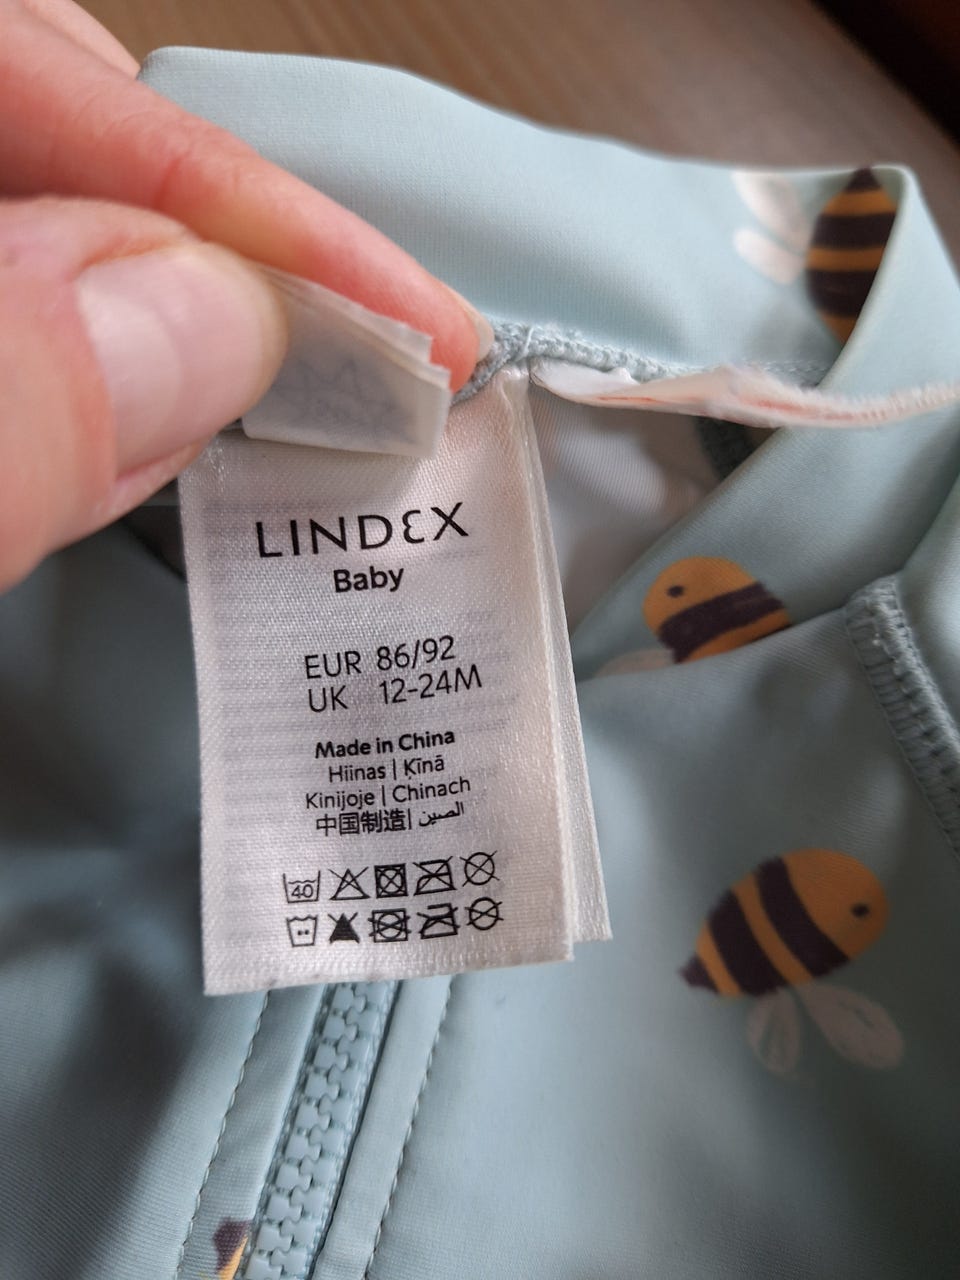 LINDEX
Baby
EUR 86/92
UK 12-24M
Made in China
Hiinas | Ķīnā
Kinijoje | Chinach
中国制造 | الصين
40